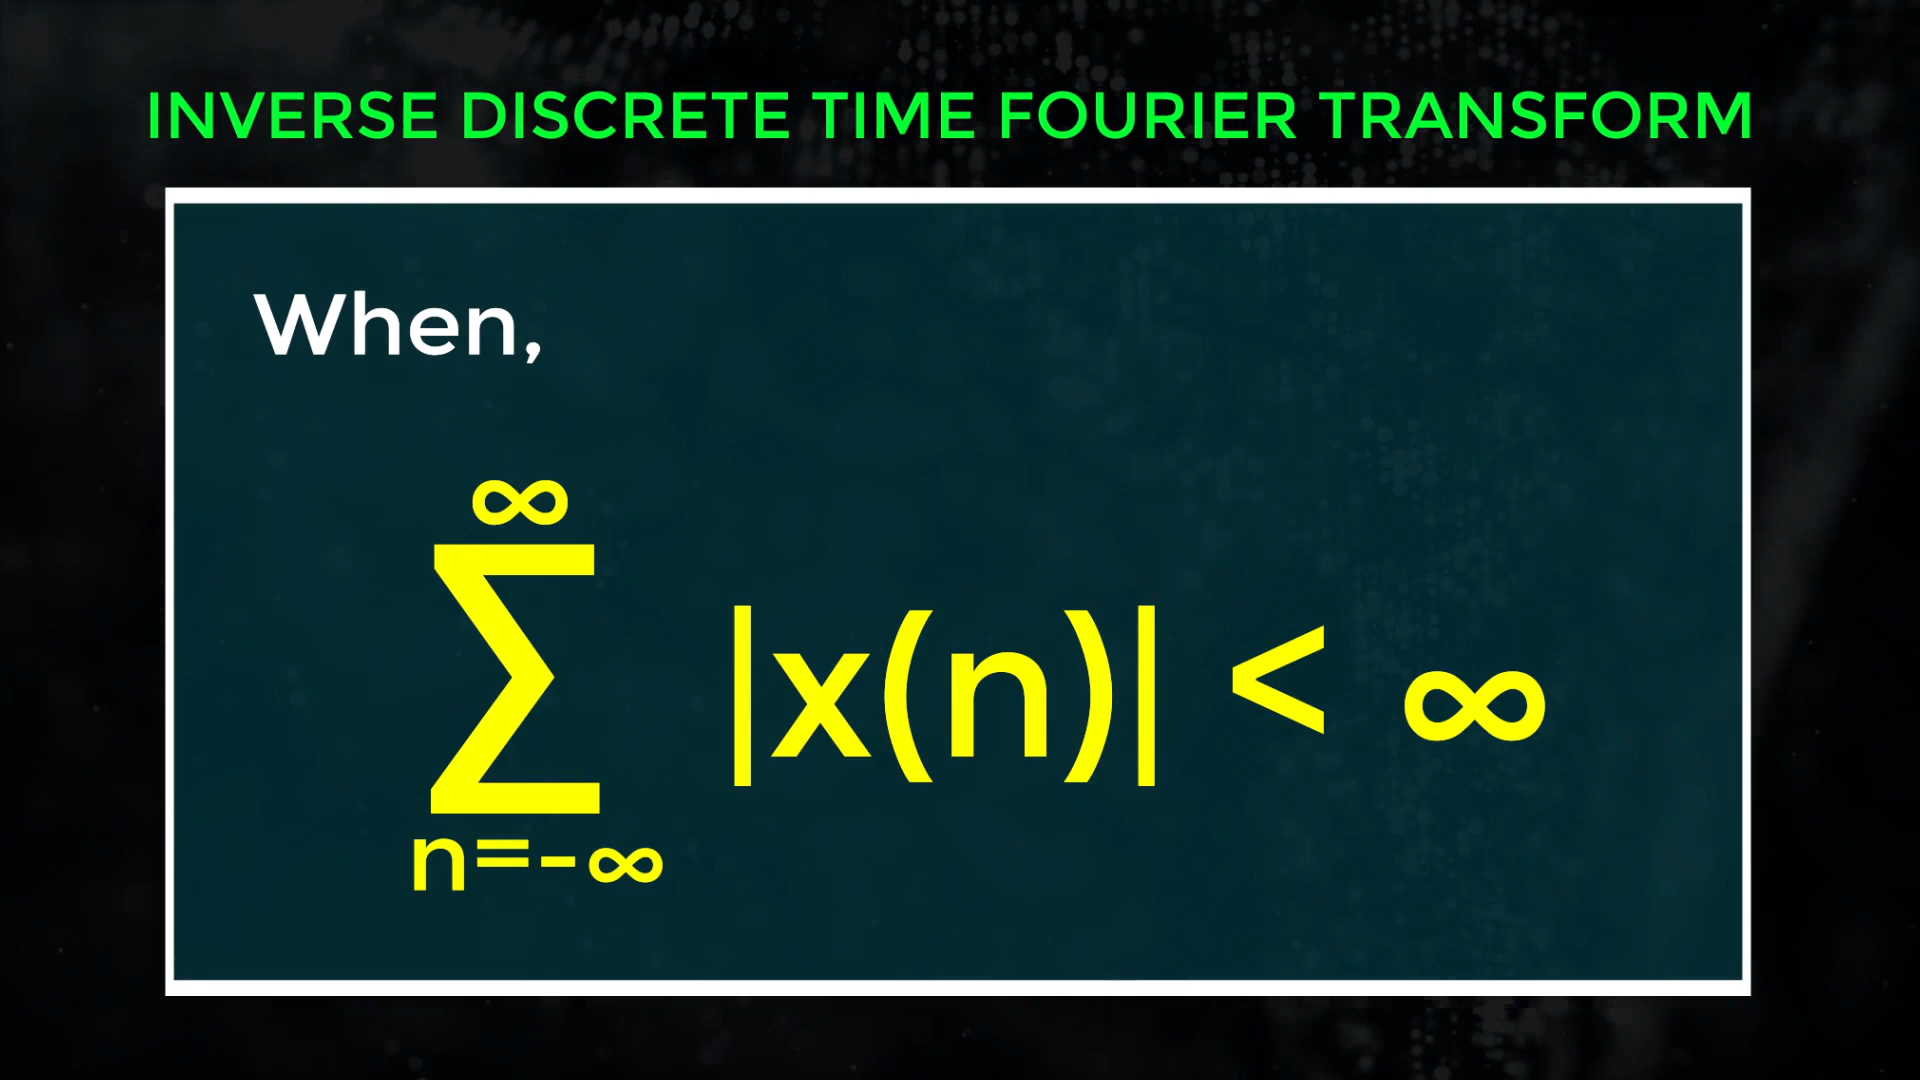 INVERSE DISCRETE TIME FOURIER TRANSFORM
When,
∞
∑ |x(n)| < ∞
n=-∞